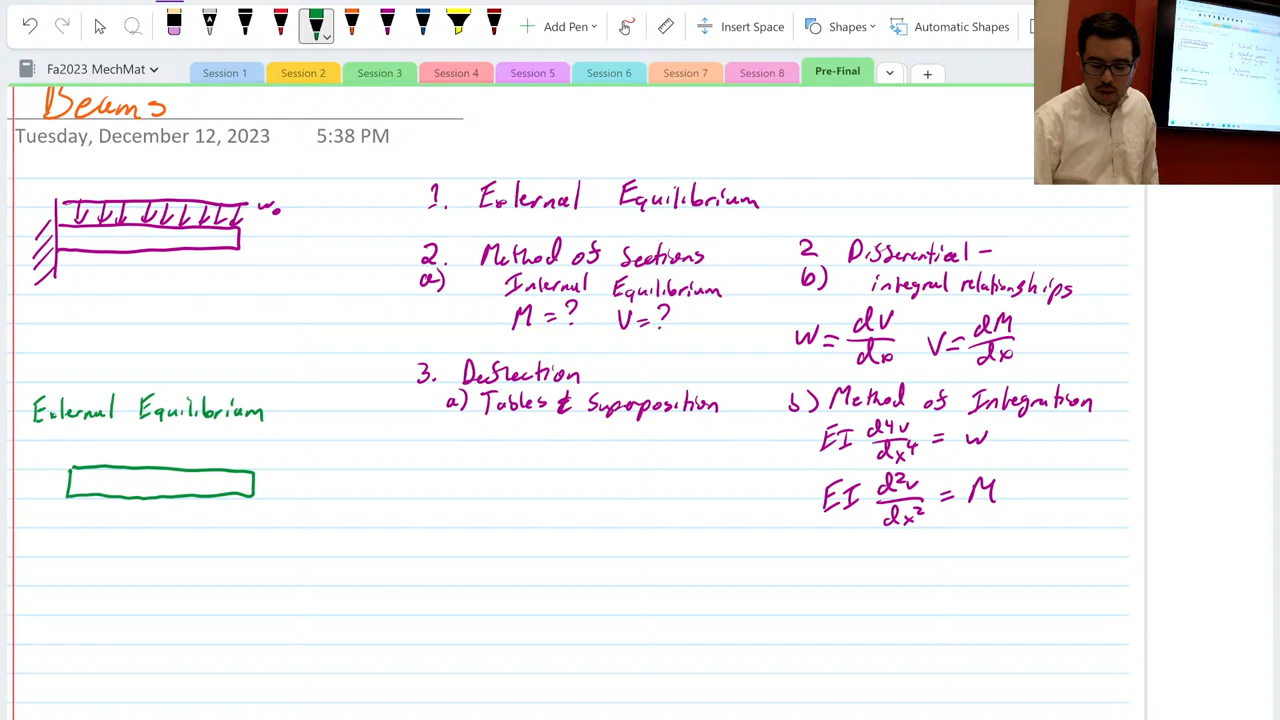 Add Pen
Insert Space
Shapes
Automatic Shapes
Fa2023 MechMat
Session 1
Session 2
Session 3
Session 4
Session 5
Session 6
Session 7
Session 8
Pre-Final
Beams
Tuesday, December 12, 2023 5:38 PM
w₀
1. External Equilibrium
2. Method of Sections
a) Internal Equilibrium
M = ? V = ?
2 Differential -
b) integral relationships
w = dV/dx V = dM/dx
3. Deflection
a) Tables & Superposition
b) Method of Integration
EI d⁴v/dx⁴ = w
EI d²v/dx² = M
External Equilibrium